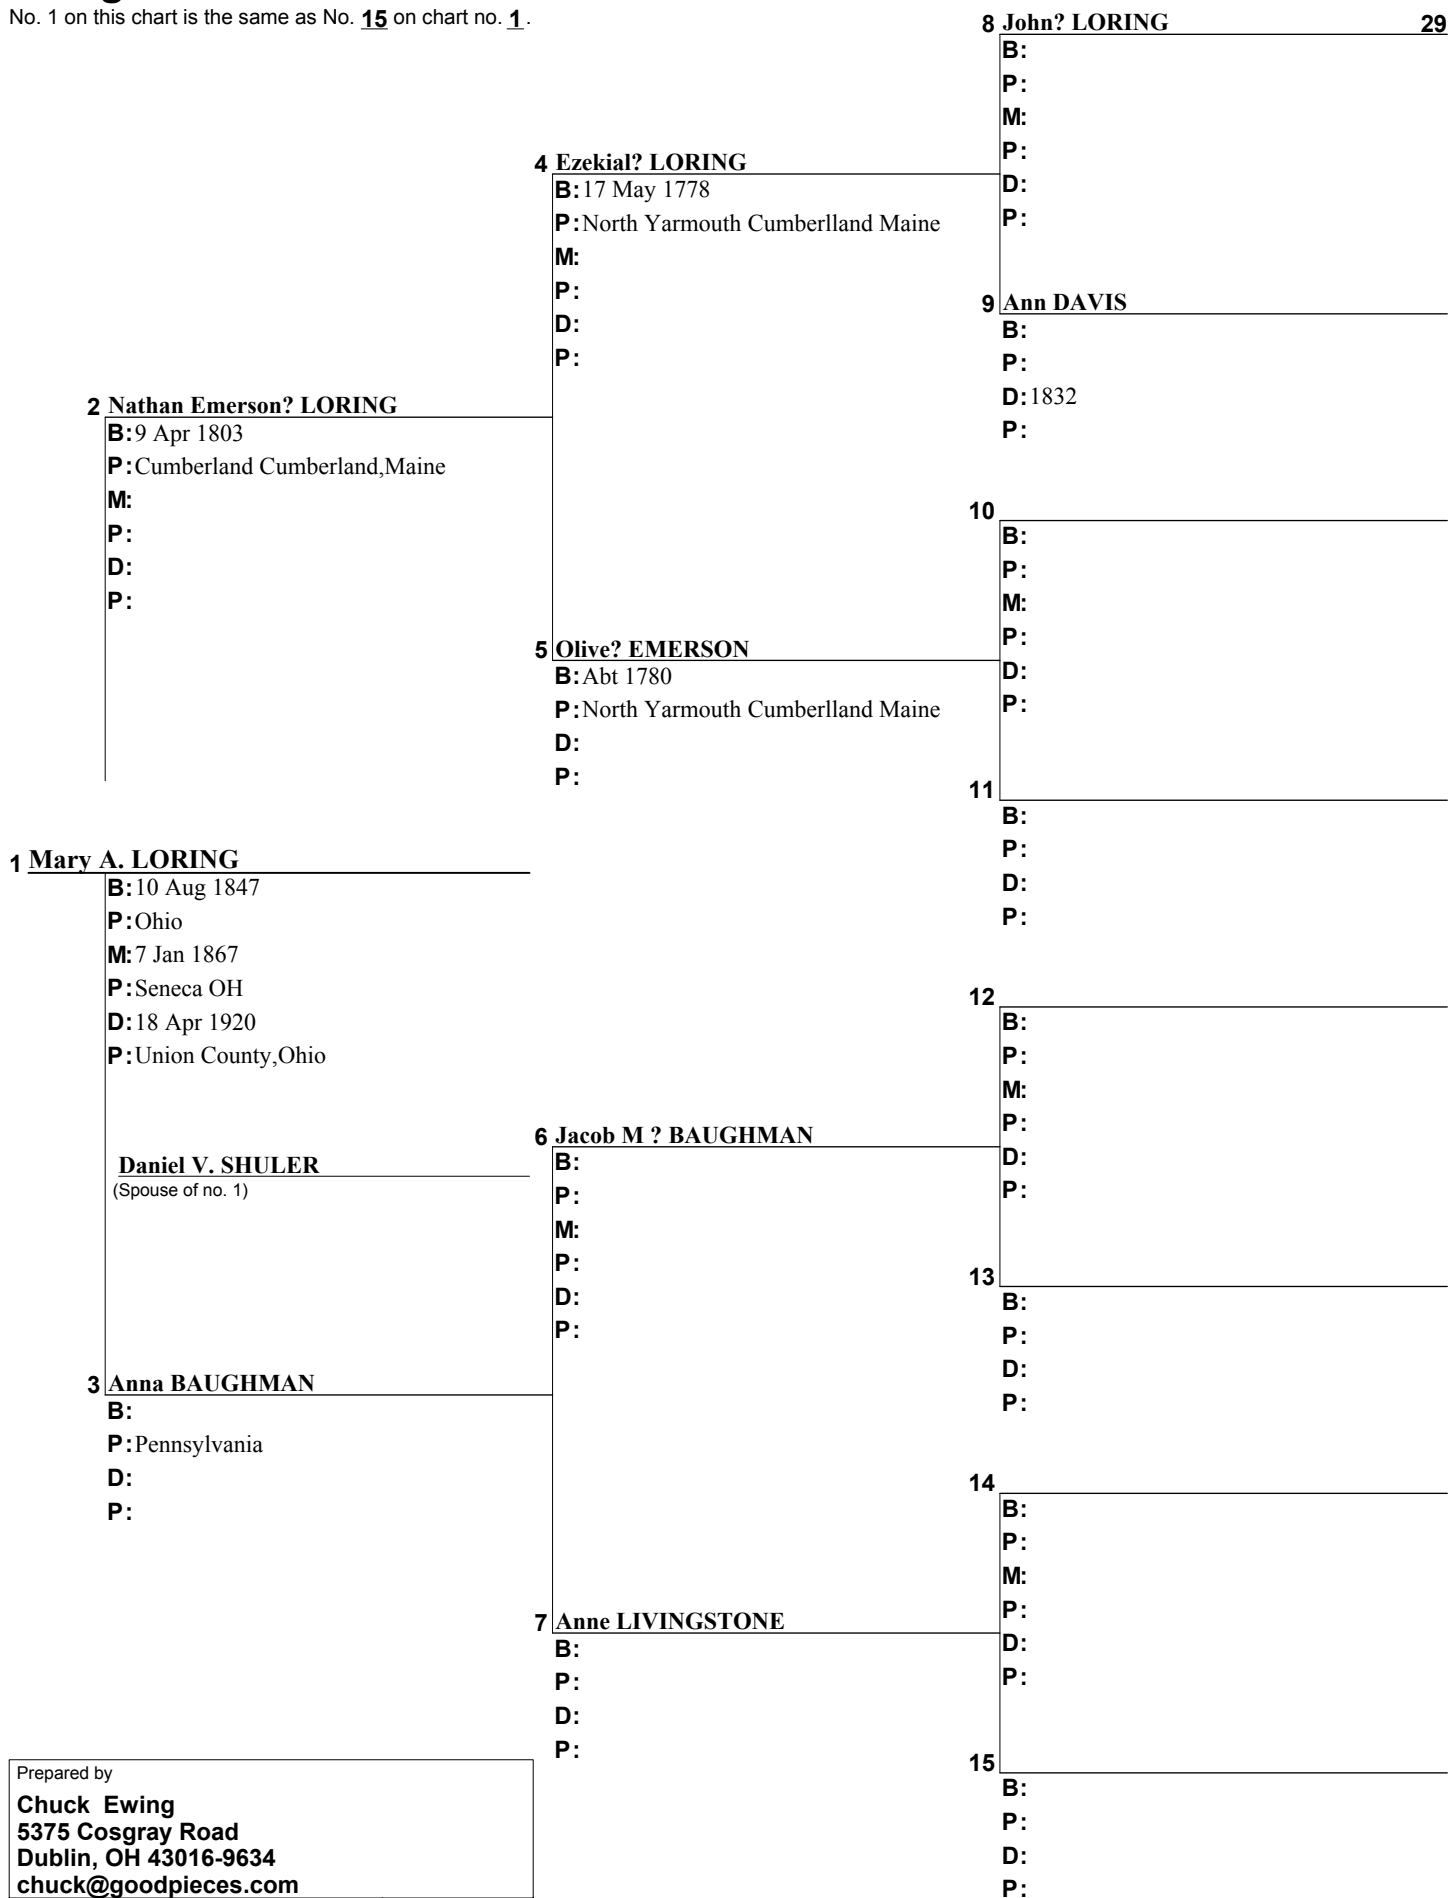 No. 1 on this chart is the same as No. 15 on chart no. 1.
8 John? LORING 29
B:
P:
M:
P:
D:
P:
4 Ezekial? LORING
B: 17 May 1778
P: North Yarmouth Cumberlland Maine
M:
P:
D:
P:
9 Ann DAVIS
B:
P:
D: 1832
P:
2 Nathan Emerson? LORING
B: 9 Apr 1803
P: Cumberland Cumberland,Maine
M:
P:
D:
P:
10
B:
P:
M:
P:
D:
P:
5 Olive? EMERSON
B: Abt 1780
P: North Yarmouth Cumberlland Maine
D:
P:
11
B:
P:
D:
P:
1 Mary A. LORING
B: 10 Aug 1847
P: Ohio
M: 7 Jan 1867
P: Seneca OH
D: 18 Apr 1920
P: Union County,Ohio
12
B:
P:
M:
P:
D:
P:
Daniel V. SHULER
(Spouse of no. 1)
6 Jacob M ? BAUGHMAN
B:
P:
M:
P:
D:
P:
13
B:
P:
D:
P:
3 Anna BAUGHMAN
B:
P: Pennsylvania
D:
P:
14
B:
P:
M:
P:
D:
P:
7 Anne LIVINGSTONE
B:
P:
D:
P:
15
B:
P:
D:
P:
Prepared by
Chuck Ewing
5375 Cosgray Road
Dublin, OH 43016-9634
chuck@goodpieces.com